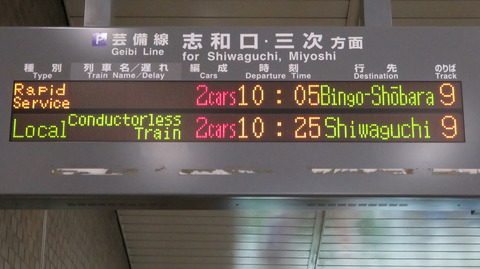 P 芸備線 志和口・三次 方面
Geibi Line for Shiwaguchi, Miyoshi
種別 列車名/遅れ 編成 時刻 行先 のりば
Type Train Name/Delay Cars Departure Time Destination Track
Rapid Service 2cars 10:05 Bingo-Shōbara 9
Local Conductorless Train 2cars 10:25 Shiwaguchi 9